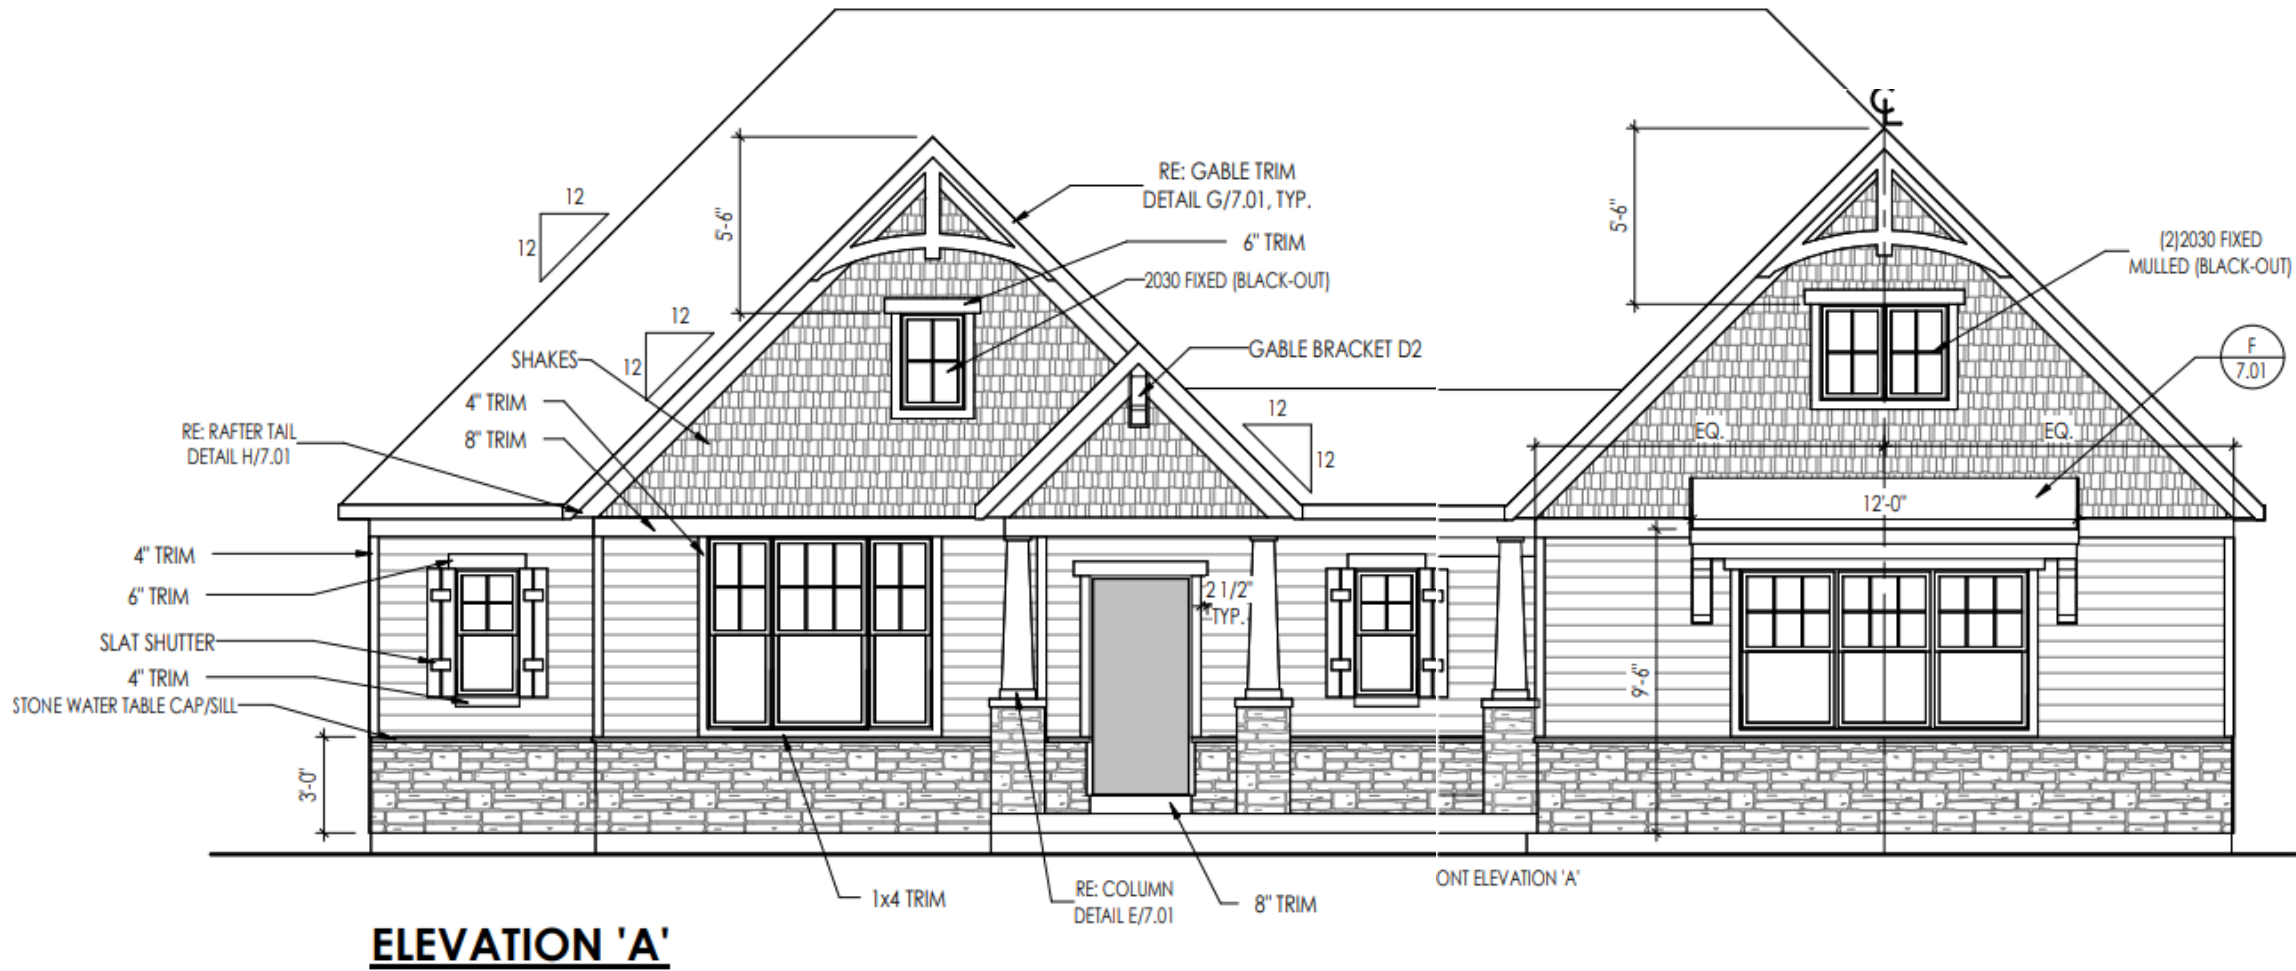 12
12
5'-6"
RE: GABLE TRIM
DETAIL G/7.01, TYP.
6" TRIM
2030 FIXED (BLACK-OUT)
12
12
SHAKES
4" TRIM
8" TRIM
RE: RAFTER TAIL
DETAIL H/7.01
GABLE BRACKET D2
12
12
CL
5'-6"
(2)2030 FIXED
MULLED (BLACK-OUT)
F
7.01
EQ.
EQ.
12'-0"
4" TRIM
6" TRIM
SLAT SHUTTER
4" TRIM
STONE WATER TABLE CAP/SILL
3'-0"
2 1/2"
TYP.
9'-6"
1x4 TRIM
RE: COLUMN
DETAIL E/7.01
8" TRIM
ONT ELEVATION 'A'
ELEVATION 'A'